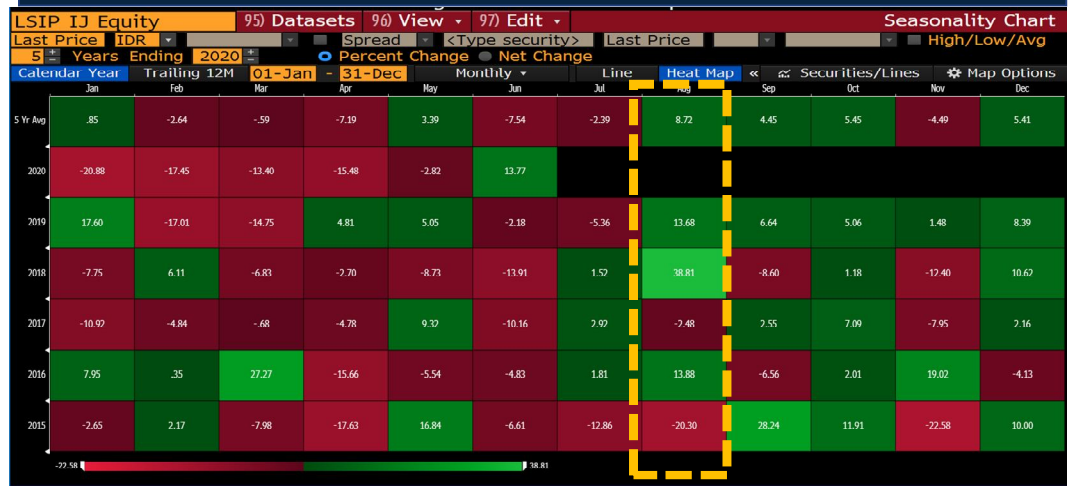 LSIP IJ Equity 95) Datasets 96) View 97) Edit Seasonality Chart
Last Price IDR Spread <Type security> Last Price High/Low/Avg
5 Years Ending 2020 Percent Change Net Change
Calendar Year Trailing 12M 01-Jan - 31-Dec Monthly Line Heat Map « Securities/Lines Map Options
Jan Feb Mar Apr May Jun Jul Aug Sep Oct Nov Dec
5 Yr Avg .85 -2.64 -.59 -7.19 3.39 -7.54 -2.39 8.72 4.45 5.45 -4.49 5.41
2020 -20.88 -17.45 -13.40 -15.48 -2.82 13.77
2019 17.60 -17.01 -14.75 4.81 5.05 -2.18 -5.36 13.68 6.64 5.06 1.48 8.39
2018 -7.75 6.11 -6.83 -2.70 -8.73 -13.91 1.52 38.81 -8.60 1.18 -12.40 10.62
2017 -10.92 -4.84 -.68 -4.78 9.32 -10.16 2.92 -2.48 2.55 7.09 -7.95 2.16
2016 7.95 .35 27.27 -15.66 -5.54 -4.83 1.81 13.88 -6.56 2.01 19.02 -4.13
2015 -2.65 2.17 -7.98 -17.63 16.84 -6.61 -12.86 -20.30 28.24 11.91 -22.58 10.00
-22.58 38.81